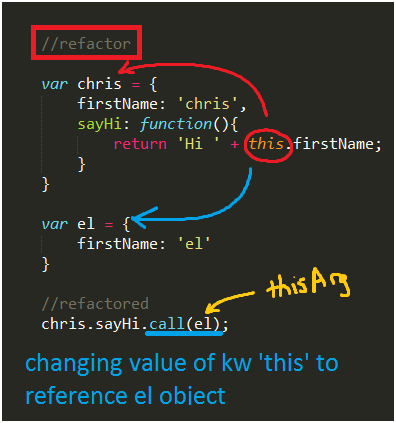 //refactor
var chris = {
firstName: 'chris',
sayHi: function(){
return 'Hi ' + this.firstName;
}
}
var el = {
firstName: 'el'
}
thisArg
//refactored
chris.sayHi.call(el);
changing value of kw 'this' to
reference el object